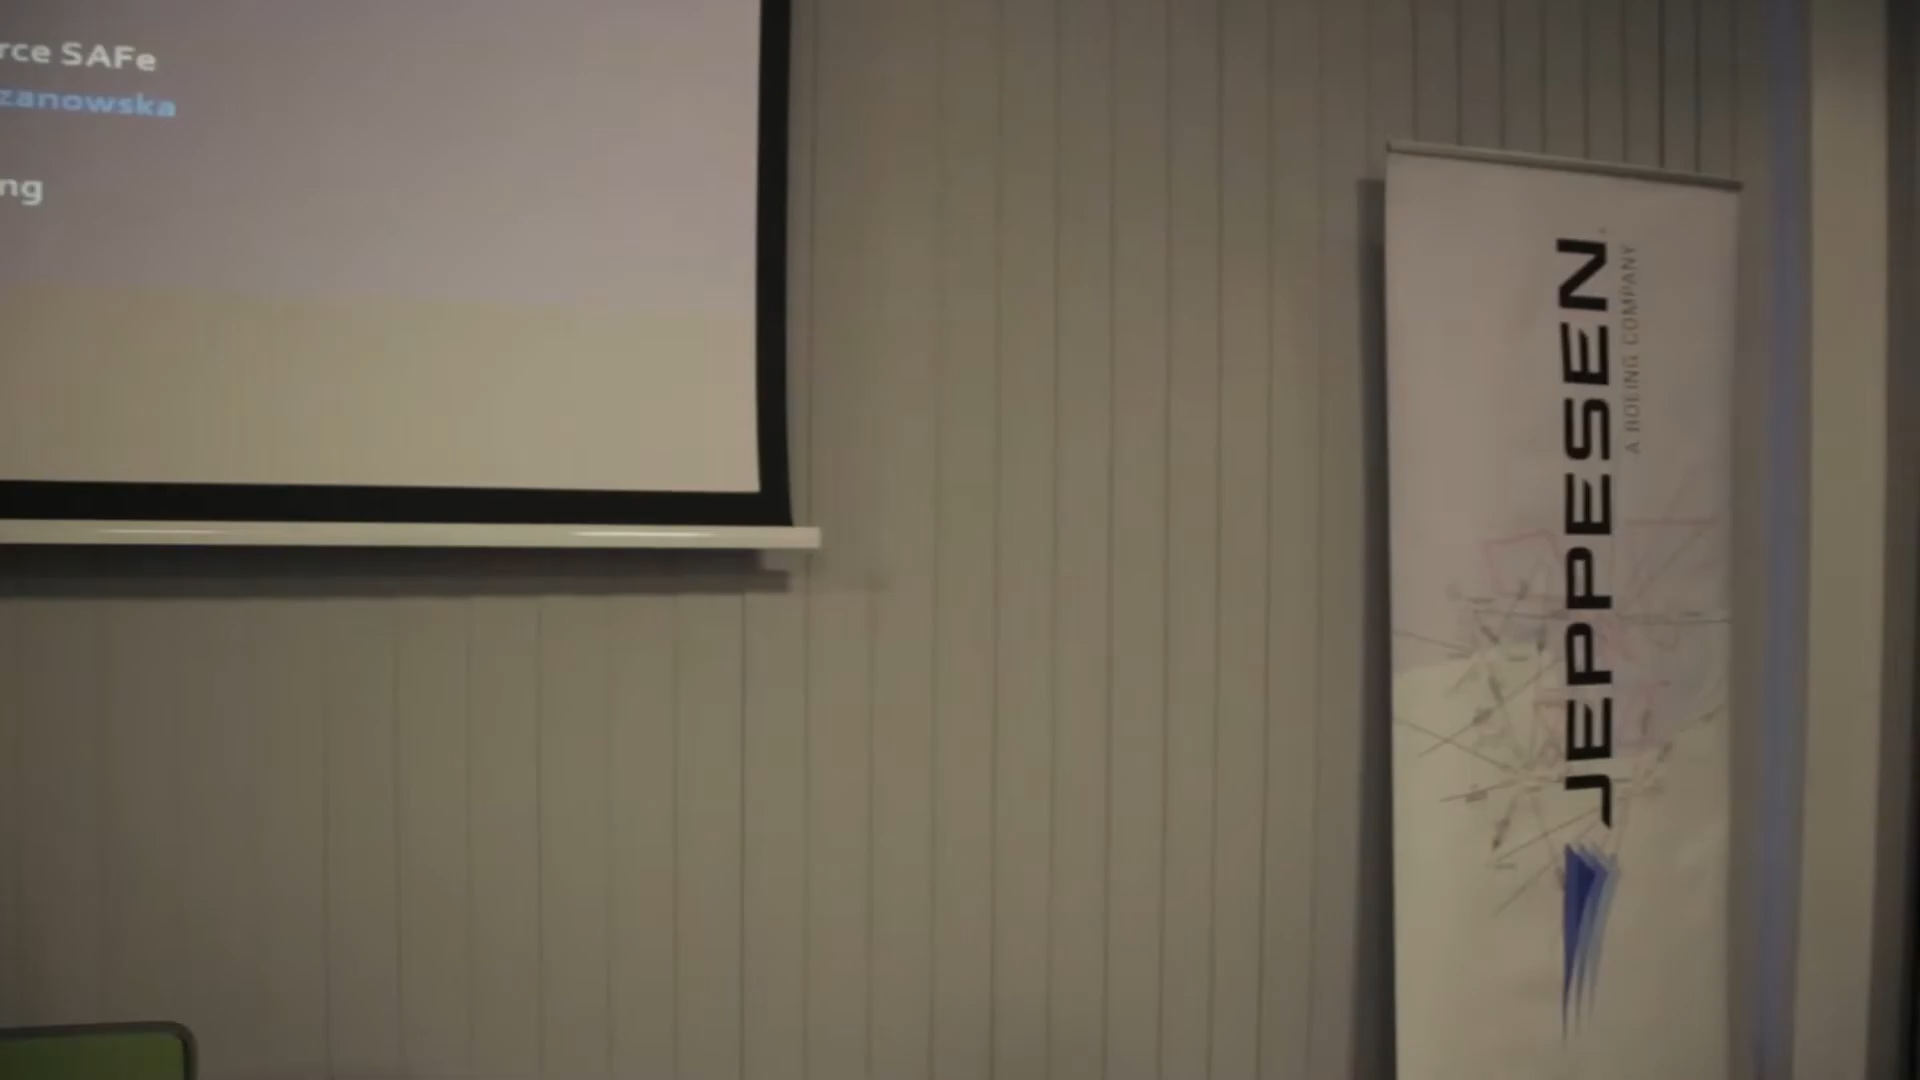 rce SAFe
zanowska
ng
JEPPESEN
A BOEING COMPANY